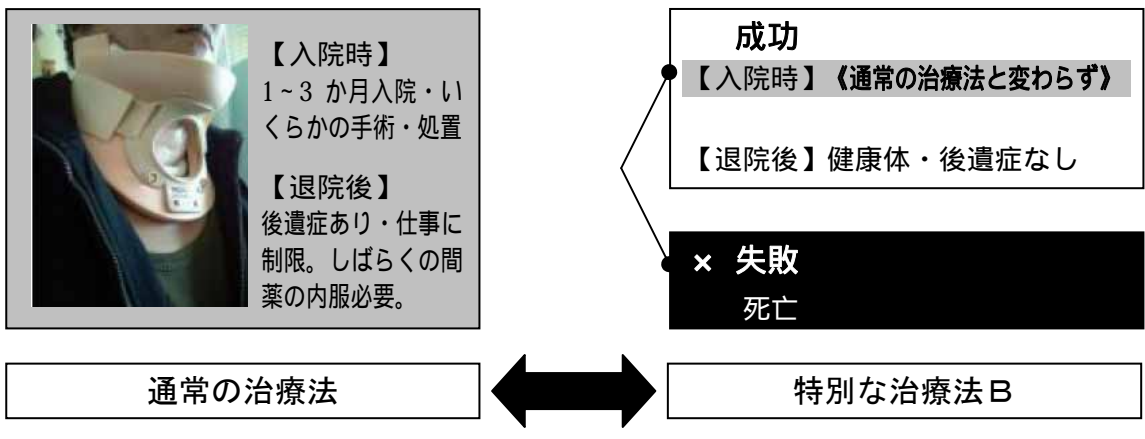 【入院時】
1~3 か月入院・い
くらかの手術・処置
【退院後】
後遺症あり・仕事に
制限。しばらくの間
薬の内服必要。
通常の治療法
成功
【入院時】《通常の治療法と変わらず》
【退院後】健康体・後遺症なし
× 失敗
死亡
特別な治療法B